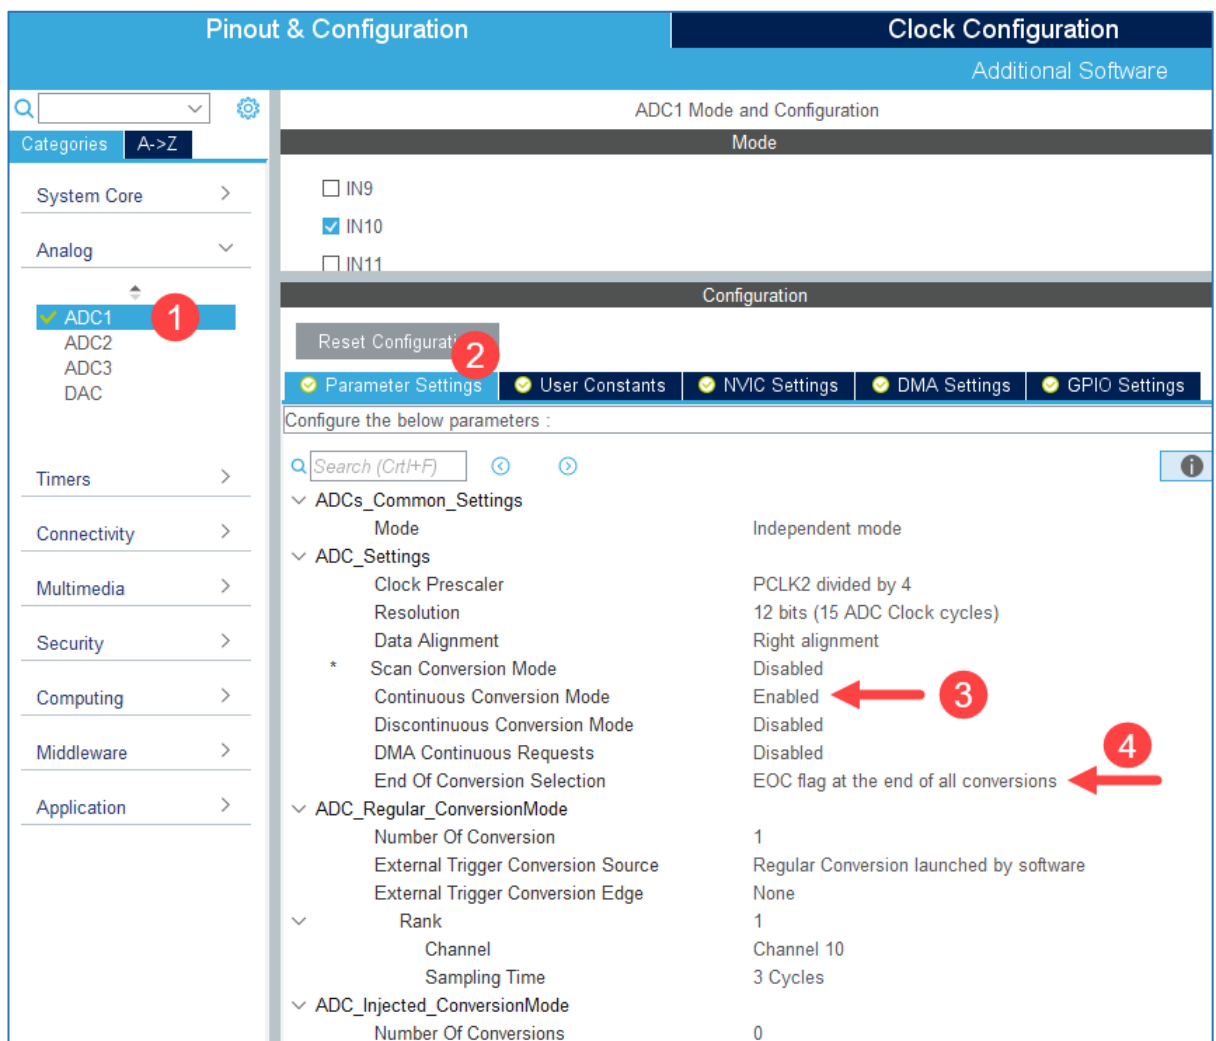 Pinout & Configuration
Clock Configuration
Additional Software
Categories
A->Z
System Core
Analog
ADC1
1
ADC2
ADC3
DAC
Timers
Connectivity
Multimedia
Security
Computing
Middleware
Application
ADC1 Mode and Configuration
Mode
IN9
IN10
IN11
Configuration
Reset Configurati
2
Parameter Settings
User Constants
NVIC Settings
DMA Settings
GPIO Settings
Configure the below parameters :
Search (Crtl+F)
ADCs_Common_Settings
Mode Independent mode
ADC_Settings
Clock Prescaler PCLK2 divided by 4
Resolution 12 bits (15 ADC Clock cycles)
Data Alignment Right alignment
* Scan Conversion Mode Disabled
Continuous Conversion Mode Enabled 3
Discontinuous Conversion Mode Disabled
DMA Continuous Requests Disabled
4
End Of Conversion Selection EOC flag at the end of all conversions
ADC_Regular_ConversionMode
Number Of Conversion 1
External Trigger Conversion Source Regular Conversion launched by software
External Trigger Conversion Edge None
Rank 1
Channel Channel 10
Sampling Time 3 Cycles
ADC_Injected_ConversionMode
Number Of Conversions 0